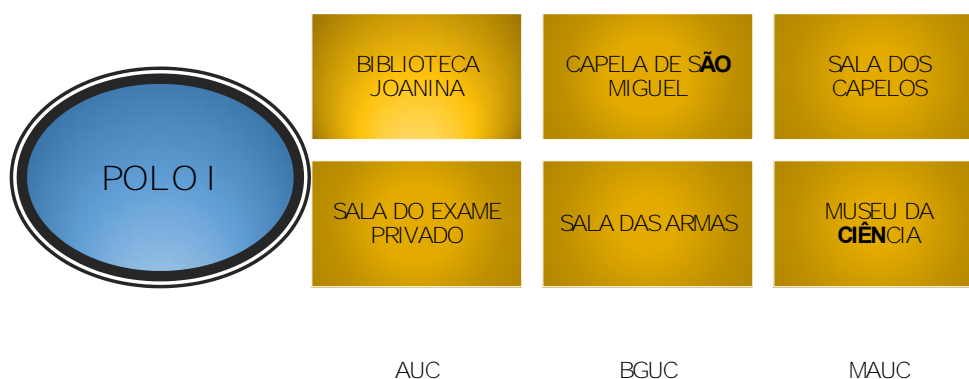 POLO I
BIBLIOTECA
JOANINA
CAPELA DE SÃO
MIGUEL
SALA DOS
CAPELOS
SALA DO EXAME
PRIVADO
SALA DAS ARMAS
MUSEU DA
CIÊNCIA
AUC
BGUC
MAUC